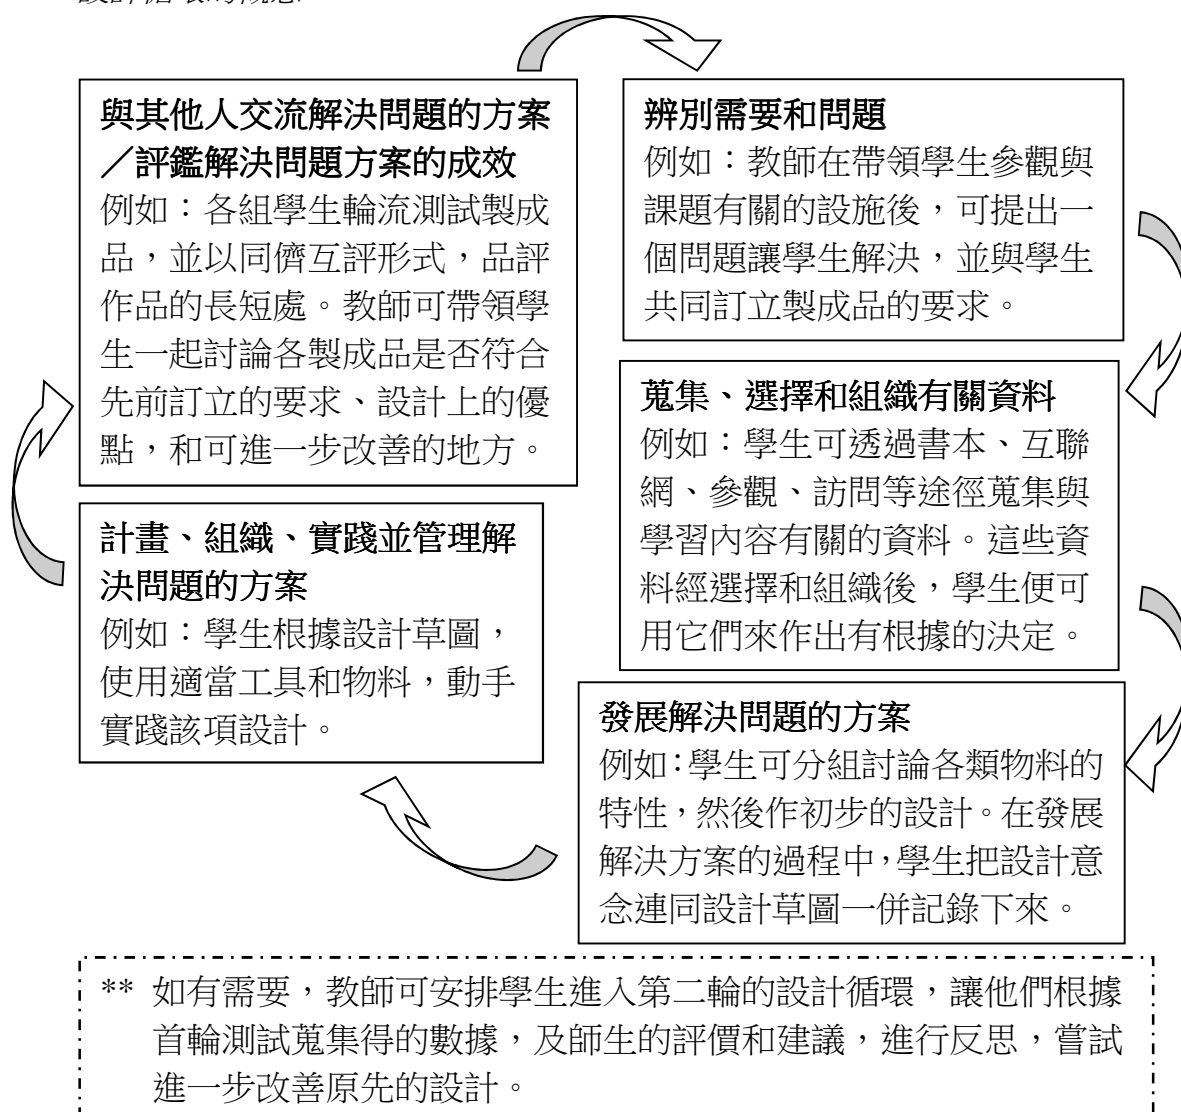 與其他人交流解決問題的方案
／評鑑解決問題方案的成效
例如：各組學生輪流測試製成
品，並以同儕互評形式，品評
作品的長短處。教師可帶領學
生一起討論各製成品是否符合
先前訂立的要求、設計上的優
點，和可進一步改善的地方。
辨別需要和問題
例如：教師在帶領學生參觀與
課題有關的設施後，可提出一
個問題讓學生解決，並與學生
共同訂立製成品的要求。
蒐集、選擇和組織有關資料
例如：學生可透過書本、互聯
網、參觀、訪問等途徑蒐集與
學習內容有關的資料。這些資
料經選擇和組織後，學生便可
用它們來作出有根據的決定。
計畫、組織、實踐並管理解
決問題的方案
例如：學生根據設計草圖，
使用適當工具和物料，動手
實踐該項設計。
發展解決問題的方案
例如：學生可分組討論各類物料的
特性，然後作初步的設計。在發展
解決方案的過程中，學生把設計意
念連同設計草圖一併記錄下來。
** 如有需要，教師可安排學生進入第二輪的設計循環，讓他們根據
首輪測試蒐集得的數據，及師生的評價和建議，進行反思，嘗試
進一步改善原先的設計。